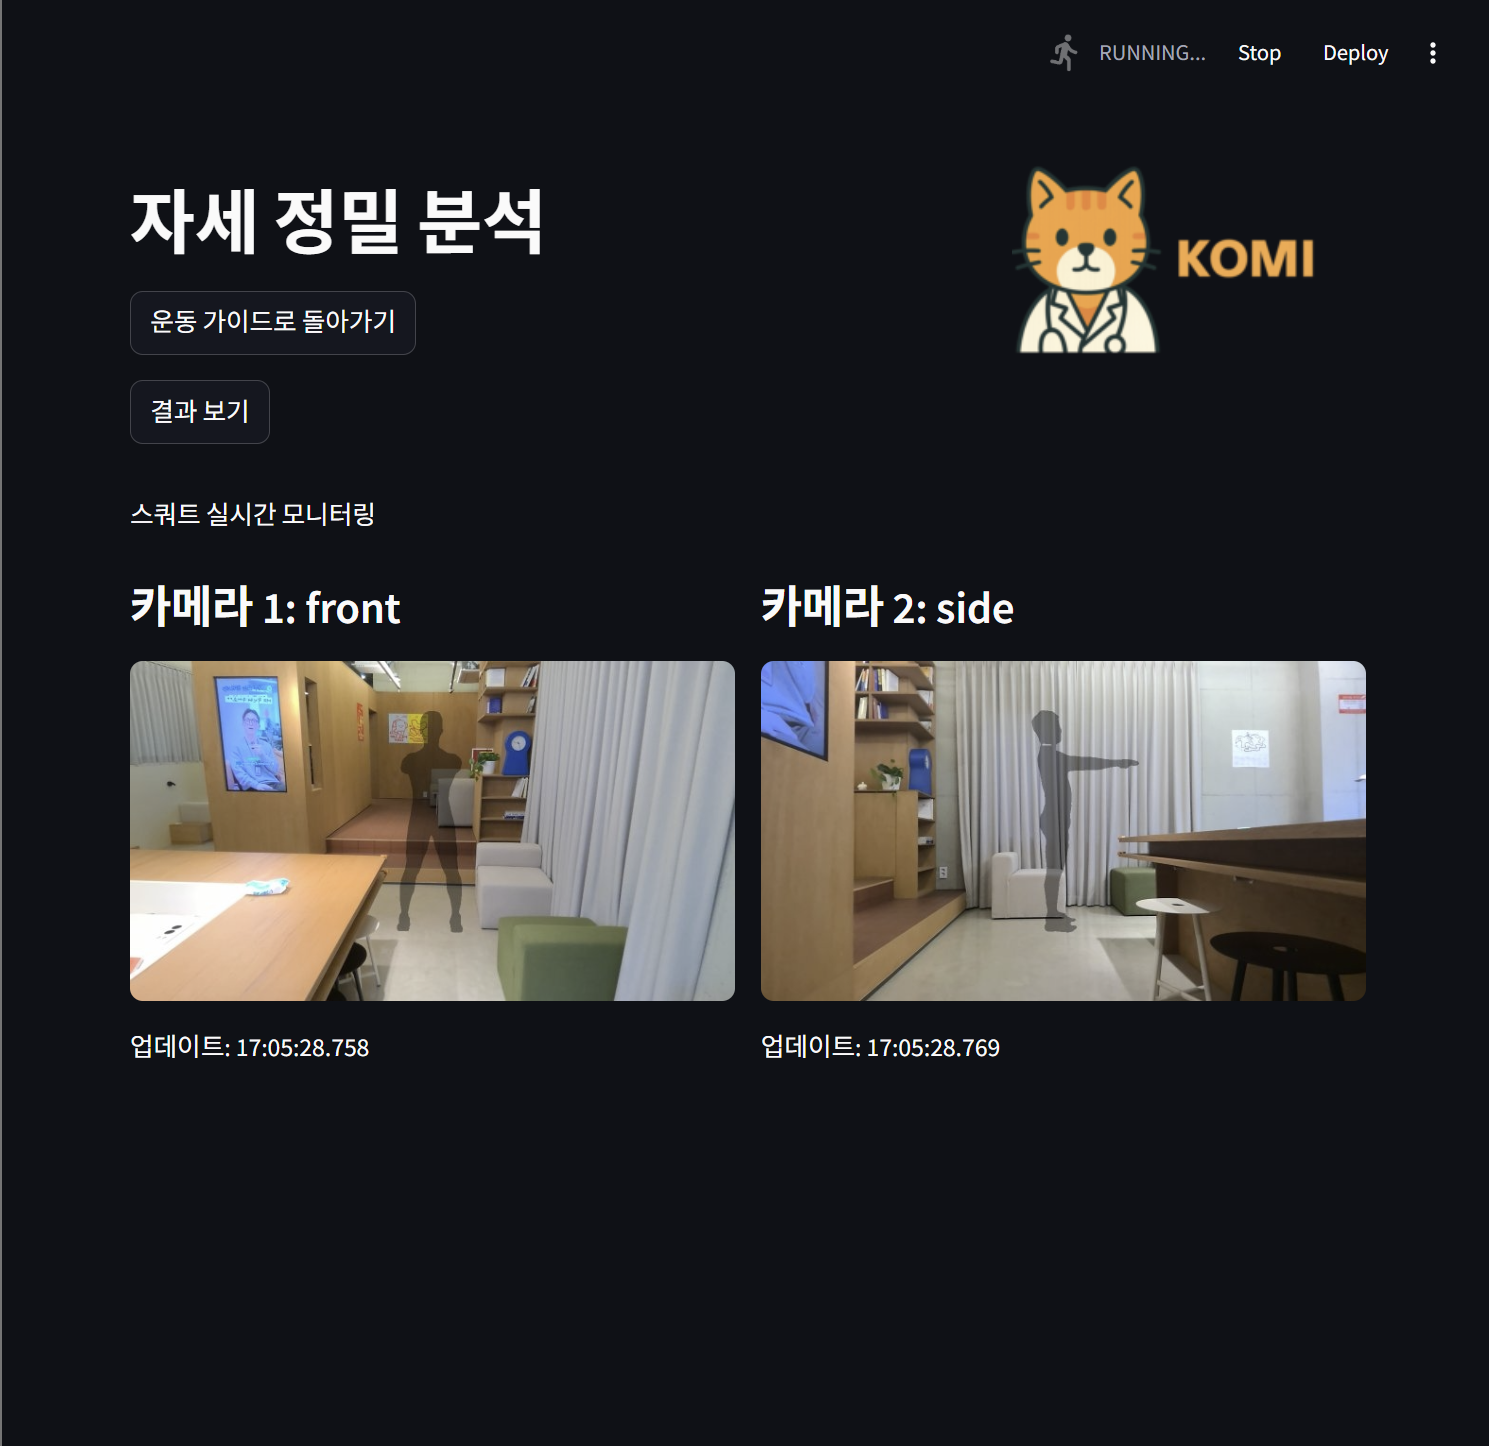 RUNNING...
Stop
Deploy
자세 정밀 분석
KOMI
운동 가이드로 돌아가기
결과 보기
스쿼트 실시간 모니터링
카메라 1: front
카메라 2: side
업데이트: 17:05:28.758
업데이트: 17:05:28.769